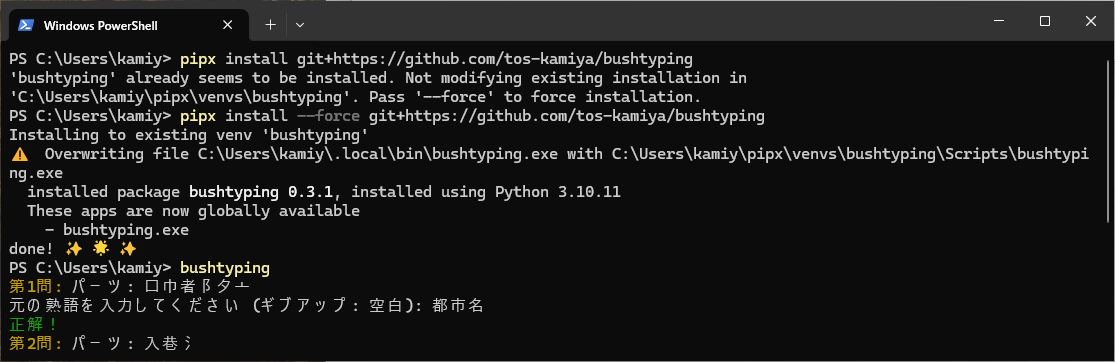 Windows PowerShell
PS C:\Users\kamiy> pipx install git+https://github.com/tos-kamiya/bushtyping
'bushtyping' already seems to be installed. Not modifying existing installation in
'C:\Users\kamiy\pipx\venvs\bushtyping'. Pass '--force' to force installation.
PS C:\Users\kamiy> pipx install --force git+https://github.com/tos-kamiya/bushtyping
Installing to existing venv 'bushtyping'
⚠️ Overwriting file C:\Users\kamiy\.local\bin\bushtyping.exe with C:\Users\kamiy\pipx\venvs\bushtyping\Scripts\bushtypi
ng.exe
installed package bushtyping 0.3.1, installed using Python 3.10.11
These apps are now globally available
- bushtyping.exe
done! ✨ 🌟 ✨
PS C:\Users\kamiy> bushtyping
第1問: パーツ: 口巾者阝夕亠
元の熟語を入力してください (ギブアップ: 空白): 都市名
正解!
第2問: パーツ: 入巷氵